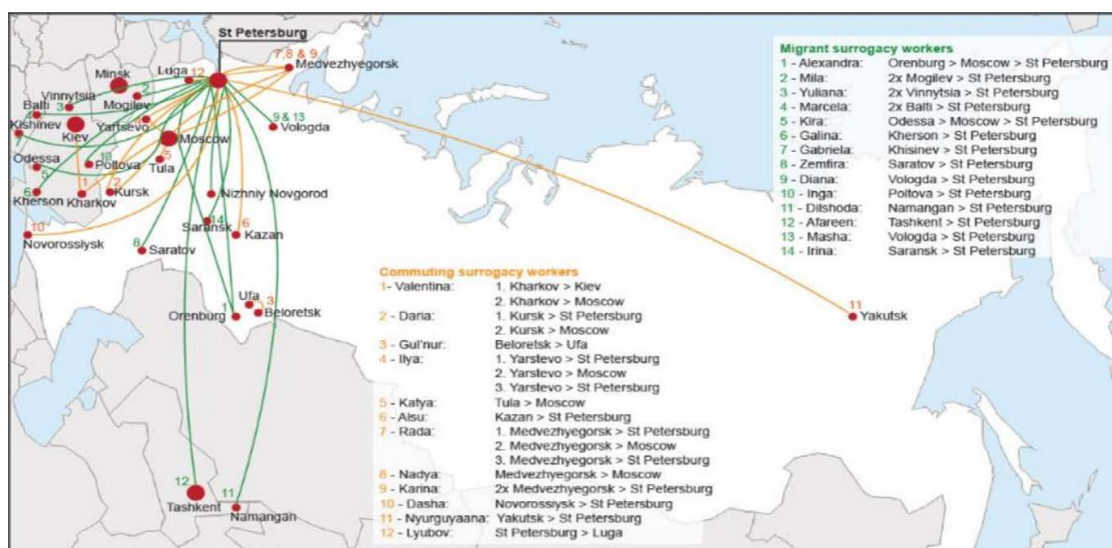 St Petersburg
7, 8 & 9
Medvezhyegorsk
Luga
12
Minsk
2
Vinnytsia
3
Mogilev
Balti
4
Kishinev
7
Kiev
Yartsevo
Moscow
9 & 13
Vologda
Odessa
5
10
Poltova
5
Tula
6
Kherson
1
Kharkov
2
Kursk
Nizhniy Novgorod
14
Saransk
6
Kazan
10
Novorossiysk
8
Saratov
Ufa
3
Beloretsk
1
Orenburg
11
Yakutsk
12
Tashkent
11
Namangan
Migrant surrogacy workers
1 - Alexandra: Orenburg > Moscow > St Petersburg
2 - Mila: 2x Mogilev > St Petersburg
3 - Yuliana: 2x Vinnytsia > St Petersburg
4 - Marcela: 2x Balti > St Petersburg
5 - Kira: Odessa > Moscow > St Petersburg
6 - Galina: Kherson > St Petersburg
7 - Gabriela: Khisinev > St Petersburg
8 - Zemfira: Saratov > St Petersburg
9 - Diana: Vologda > St Petersburg
10 - Inga: Poltova > St Petersburg
11 - Dilshoda: Namangan > St Petersburg
12 - Afareen: Tashkent > St Petersburg
13 - Masha: Vologda > St Petersburg
14 - Irina: Saransk > St Petersburg
Commuting surrogacy workers
1- Valentina: 1. Kharkov > Kiev
2. Kharkov > Moscow
2 - Daria: 1. Kursk > St Petersburg
2. Kursk > Moscow
3 - Gul'nur: Beloretsk > Ufa
4 - Ilya: 1. Yarstevo > St Petersburg
2. Yarstevo > Moscow
3. Yarstevo > St Petersburg
5 - Katya: Tula > Moscow
6 - Alsu: Kazan > St Petersburg
7 - Rada: 1. Medvezhyegorsk > St Petersburg
2. Medvezhyegorsk > Moscow
3. Medvezhyegorsk > St Petersburg
8 - Nadya: Medvezhyegorsk > Moscow
9 - Karina: 2x Medvezhyegorsk > St Petersburg
10 - Dasha: Novorossiysk > St Petersburg
11 - Nyurguyaana: Yakutsk > St Petersburg
12 - Lyubov: St Petersburg > Luga